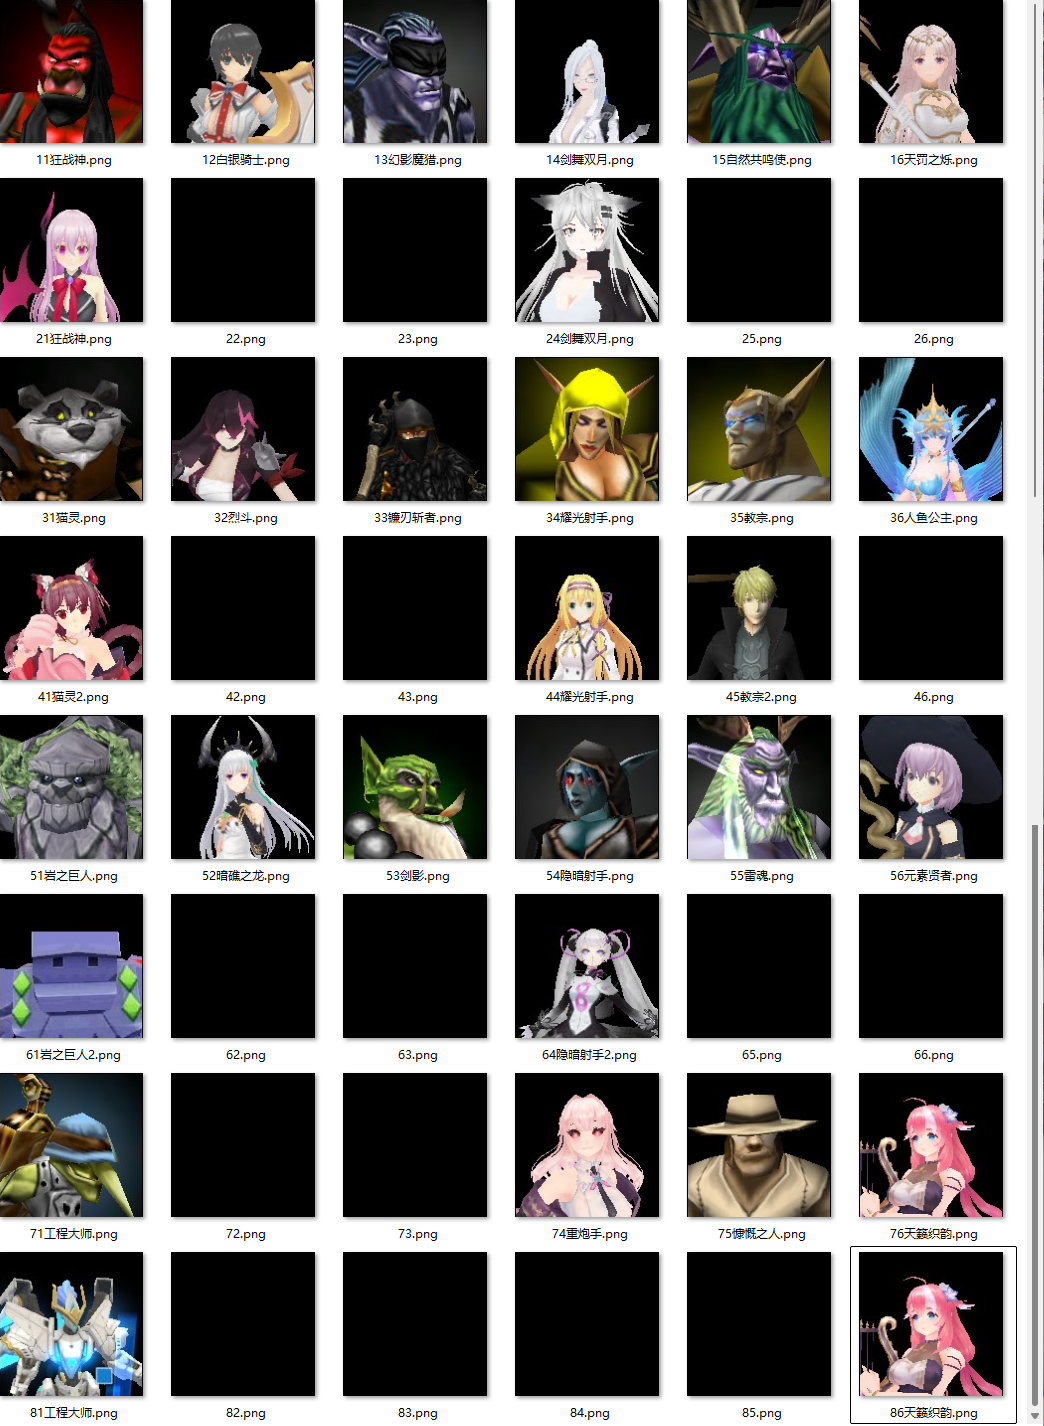 11狂战神.png
12白银骑士.png
13幻影魔猎.png
14剑舞双月.png
15自然共鸣使.png
16天罚之烁.png
21狂战神.png
22.png
23.png
24剑舞双月.png
25.png
26.png
31猫灵.png
32烈斗.png
33镰刃斩者.png
34耀光射手.png
35教宗.png
36人鱼公主.png
41猫灵2.png
42.png
43.png
44耀光射手.png
45教宗2.png
46.png
51岩之巨人.png
52暗礁之龙.png
53剑影.png
54隐暗射手.png
55雷魂.png
56元素贤者.png
61岩之巨人2.png
62.png
63.png
64隐暗射手2.png
65.png
66.png
71工程大师.png
72.png
73.png
74重炮手.png
75慷慨之人.png
76天籁织韵.png
81工程大师.png
82.png
83.png
84.png
85.png
86天籁织韵.png